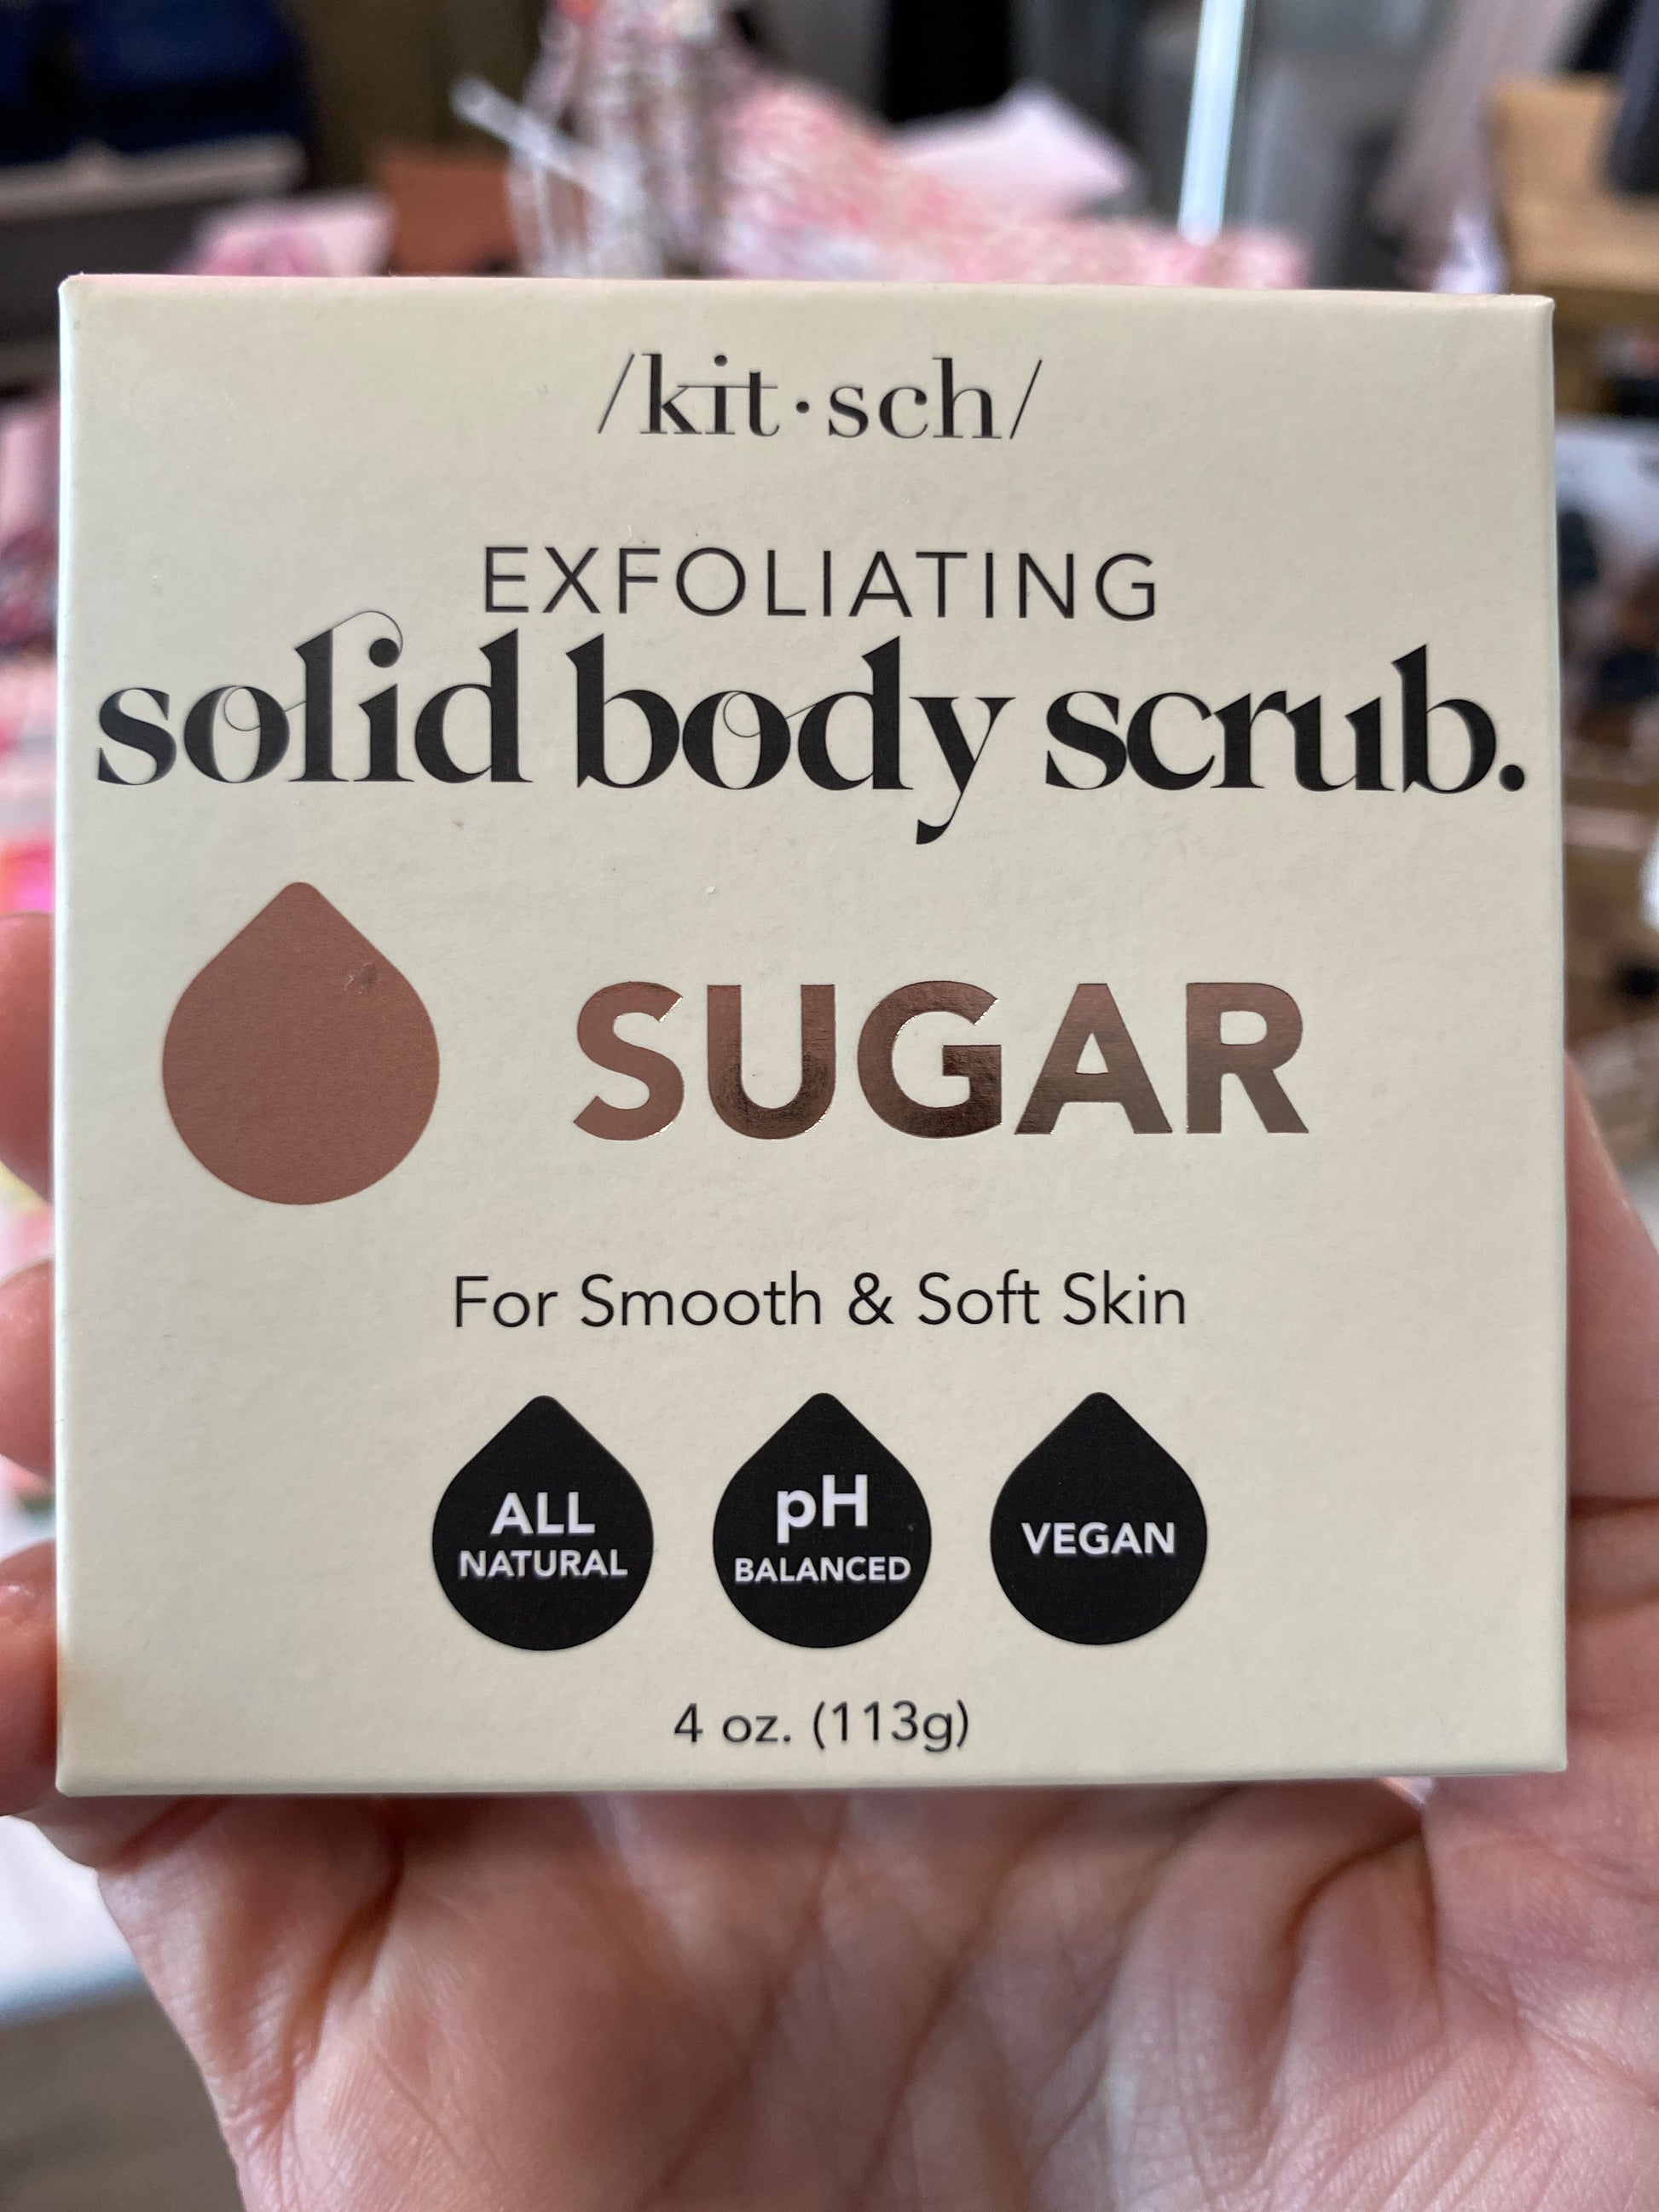 /kit·sch/
EXFOLIATING
solid body scrub.
SUGAR
For Smooth & Soft Skin
ALL
NATURAL
pH
BALANCED
VEGAN
4 oz. (113g)